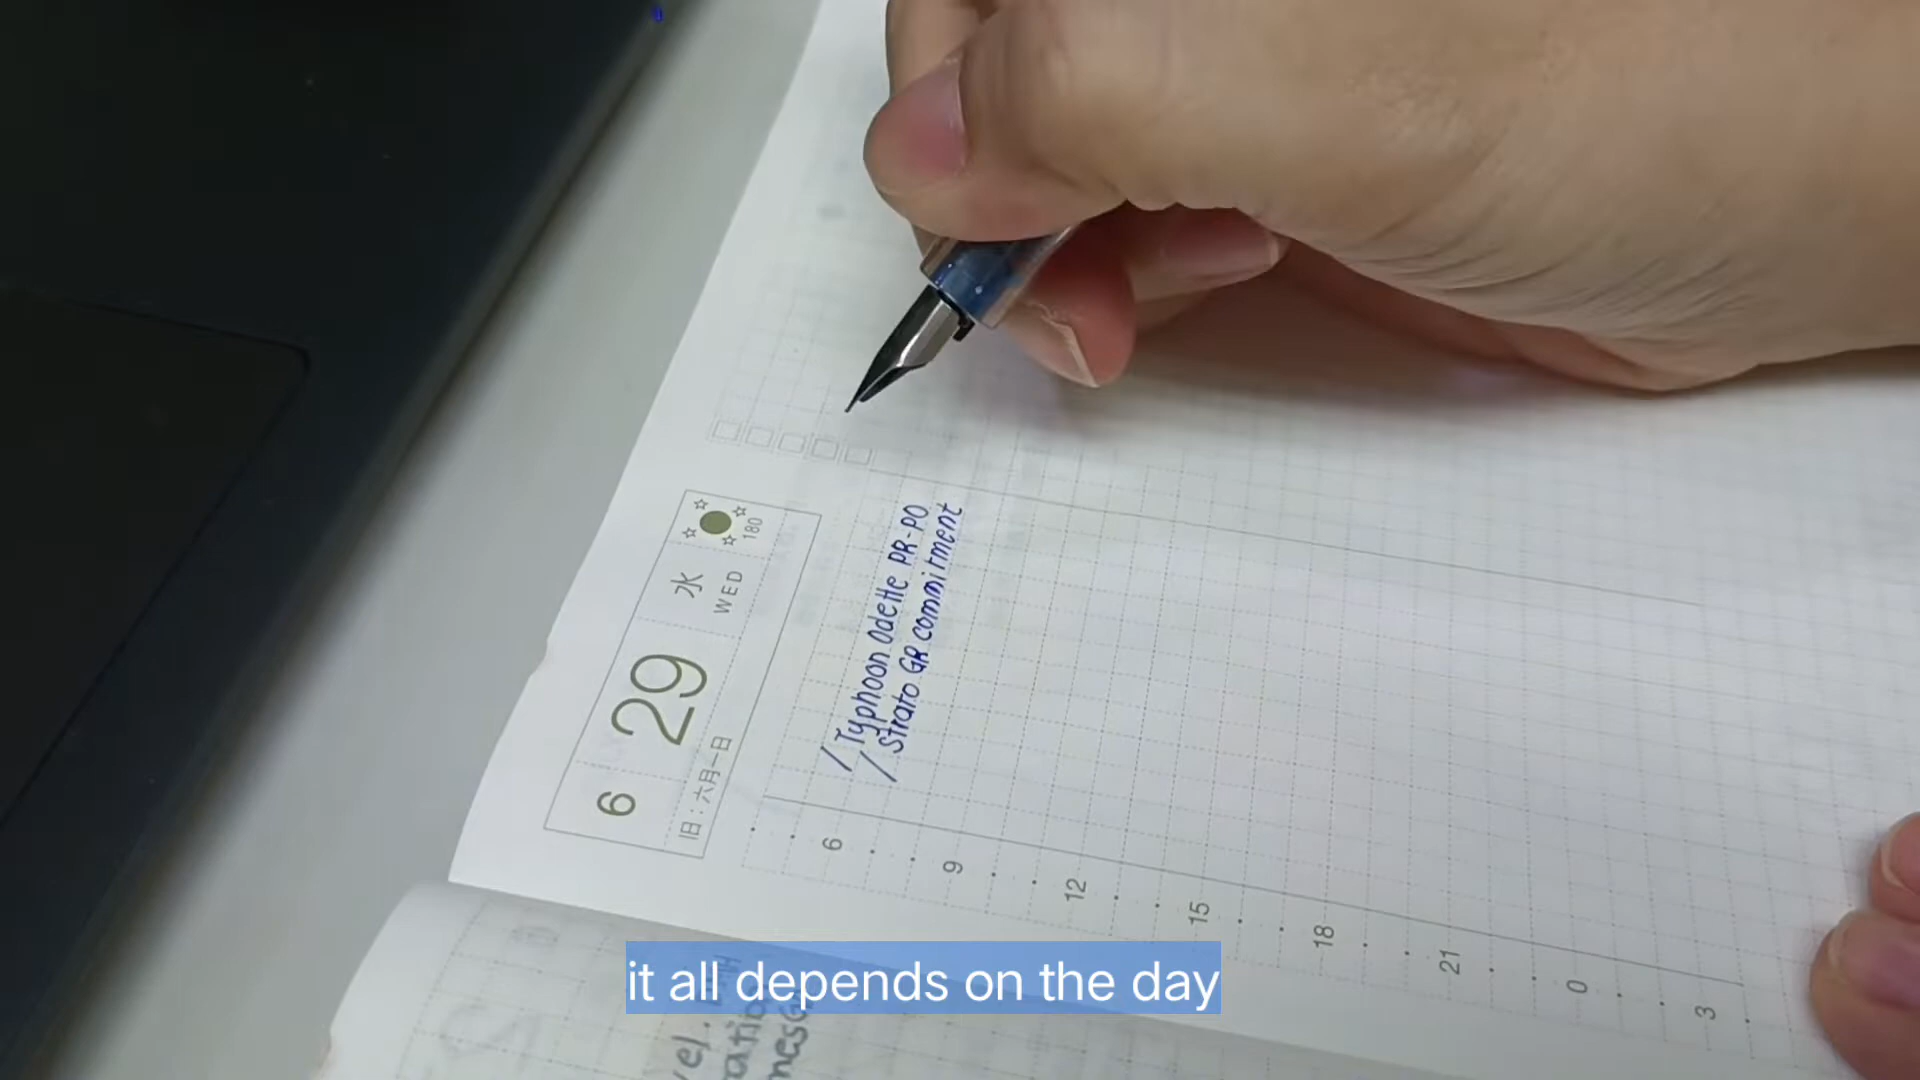 6
29
水
WED
180
旧:六月一日
/ Typhoon Odette PR-PO
/ Strato GR commitment
6
9
12
15
18
21
0
3
it all depends on the day